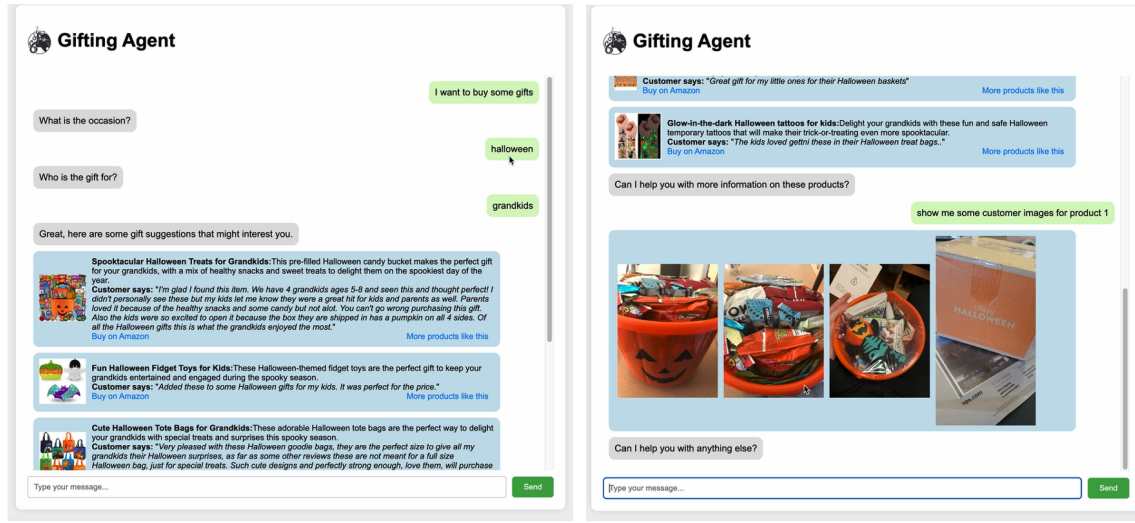 Gifting Agent
I want to buy some gifts
What is the occasion?
halloween
Who is the gift for?
grandkids
Great, here are some gift suggestions that might interest you.
Spooktacular Halloween Treats for Grandkids:This pre-filled Halloween candy bucket makes the perfect gift
for your grandkids, with a mix of healthy snacks and sweet treats to delight them on the spookiest day of the
year.
Customer says: "I'm glad I found this item. We have 4 grandkids ages 5-8 and seen this and thought perfect! I
didn't personally see these but my kids let me know they were a great hit for kids and parents as well. Parents
loved it because of the healthy snacks and some candy but not alot. You can't go wrong purchasing this gift.
Also the kids were so excited to open it because the box they are shipped in has a pumpkin on all 4 sides. Of
all the Halloween gifts this is what the grandkids enjoyed the most."
Buy on Amazon More products like this
Fun Halloween Fidget Toys for Kids:These Halloween-themed fidget toys are the perfect gift to keep your
grandkids entertained and engaged during the spooky season.
Customer says: "Added these to some Halloween gifts for my kids. It was perfect for the price."
Buy on Amazon More products like this
Cute Halloween Tote Bags for Grandkids:These adorable Halloween tote bags are the perfect way to delight
your grandkids with special treats and surprises this spooky season.
Customer says: "Very pleased with these Halloween goodie bags, they are the perfect size to give all my
grandkids their Halloween surprises, as far as some other reviews these are not meant for a full size
Halloween bag, just for special treats. Such cute designs and perfectly strong enough, love them, will purchase
Type your message...
Send
Gifting Agent
Customer says: "Great gift for my little ones for their Halloween baskets"
Buy on Amazon More products like this
Glow-in-the-dark Halloween tattoos for kids:Delight your grandkids with these fun and safe Halloween
temporary tattoos that will make their trick-or-treating even more spooktacular.
Customer says: "The kids loved gettni these in their Halloween treat bags.."
Buy on Amazon More products like this
Can I help you with more information on these products?
show me some customer images for product 1
HALLOWEEN
Can I help you with anything else?
Type your message...
Send